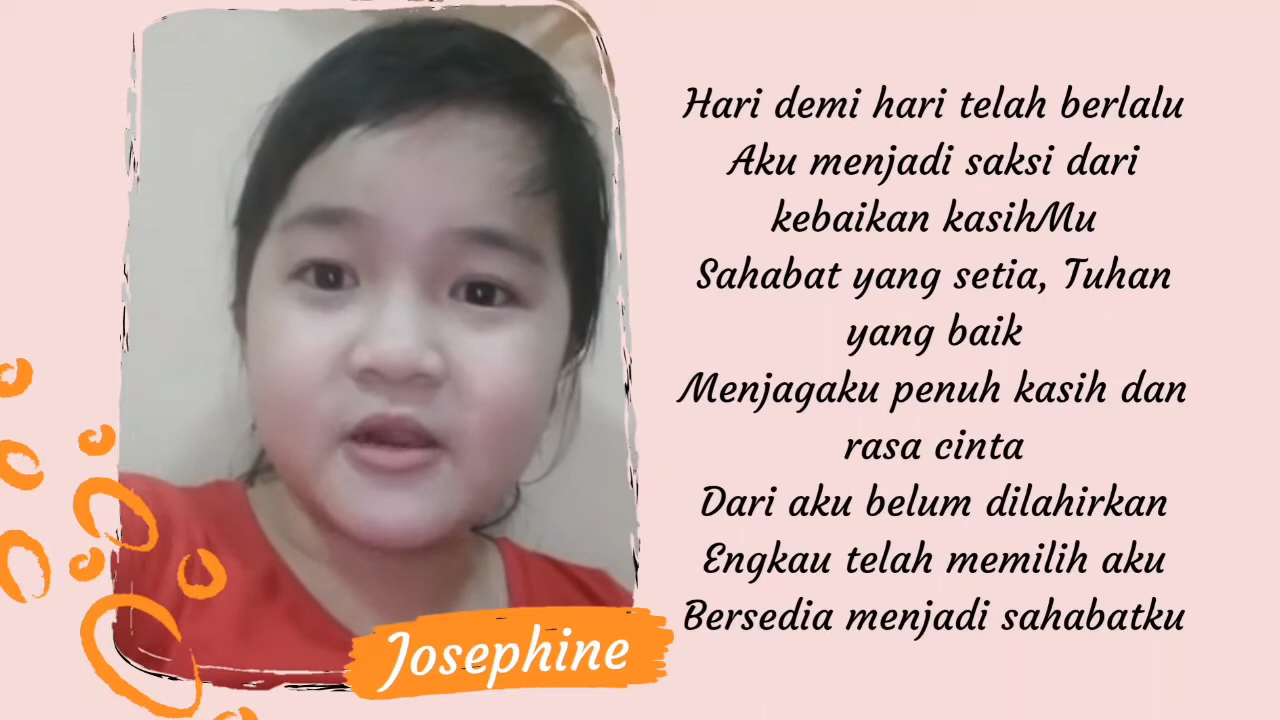 Hari demi hari telah berlalu
Aku menjadi saksi dari
kebaikan kasihMu
Sahabat yang setia, Tuhan
yang baik
Menjagaku penuh kasih dan
rasa cinta
Dari aku belum dilahirkan
Engkau telah memilih aku
Bersedia menjadi sahabatku
Josephine